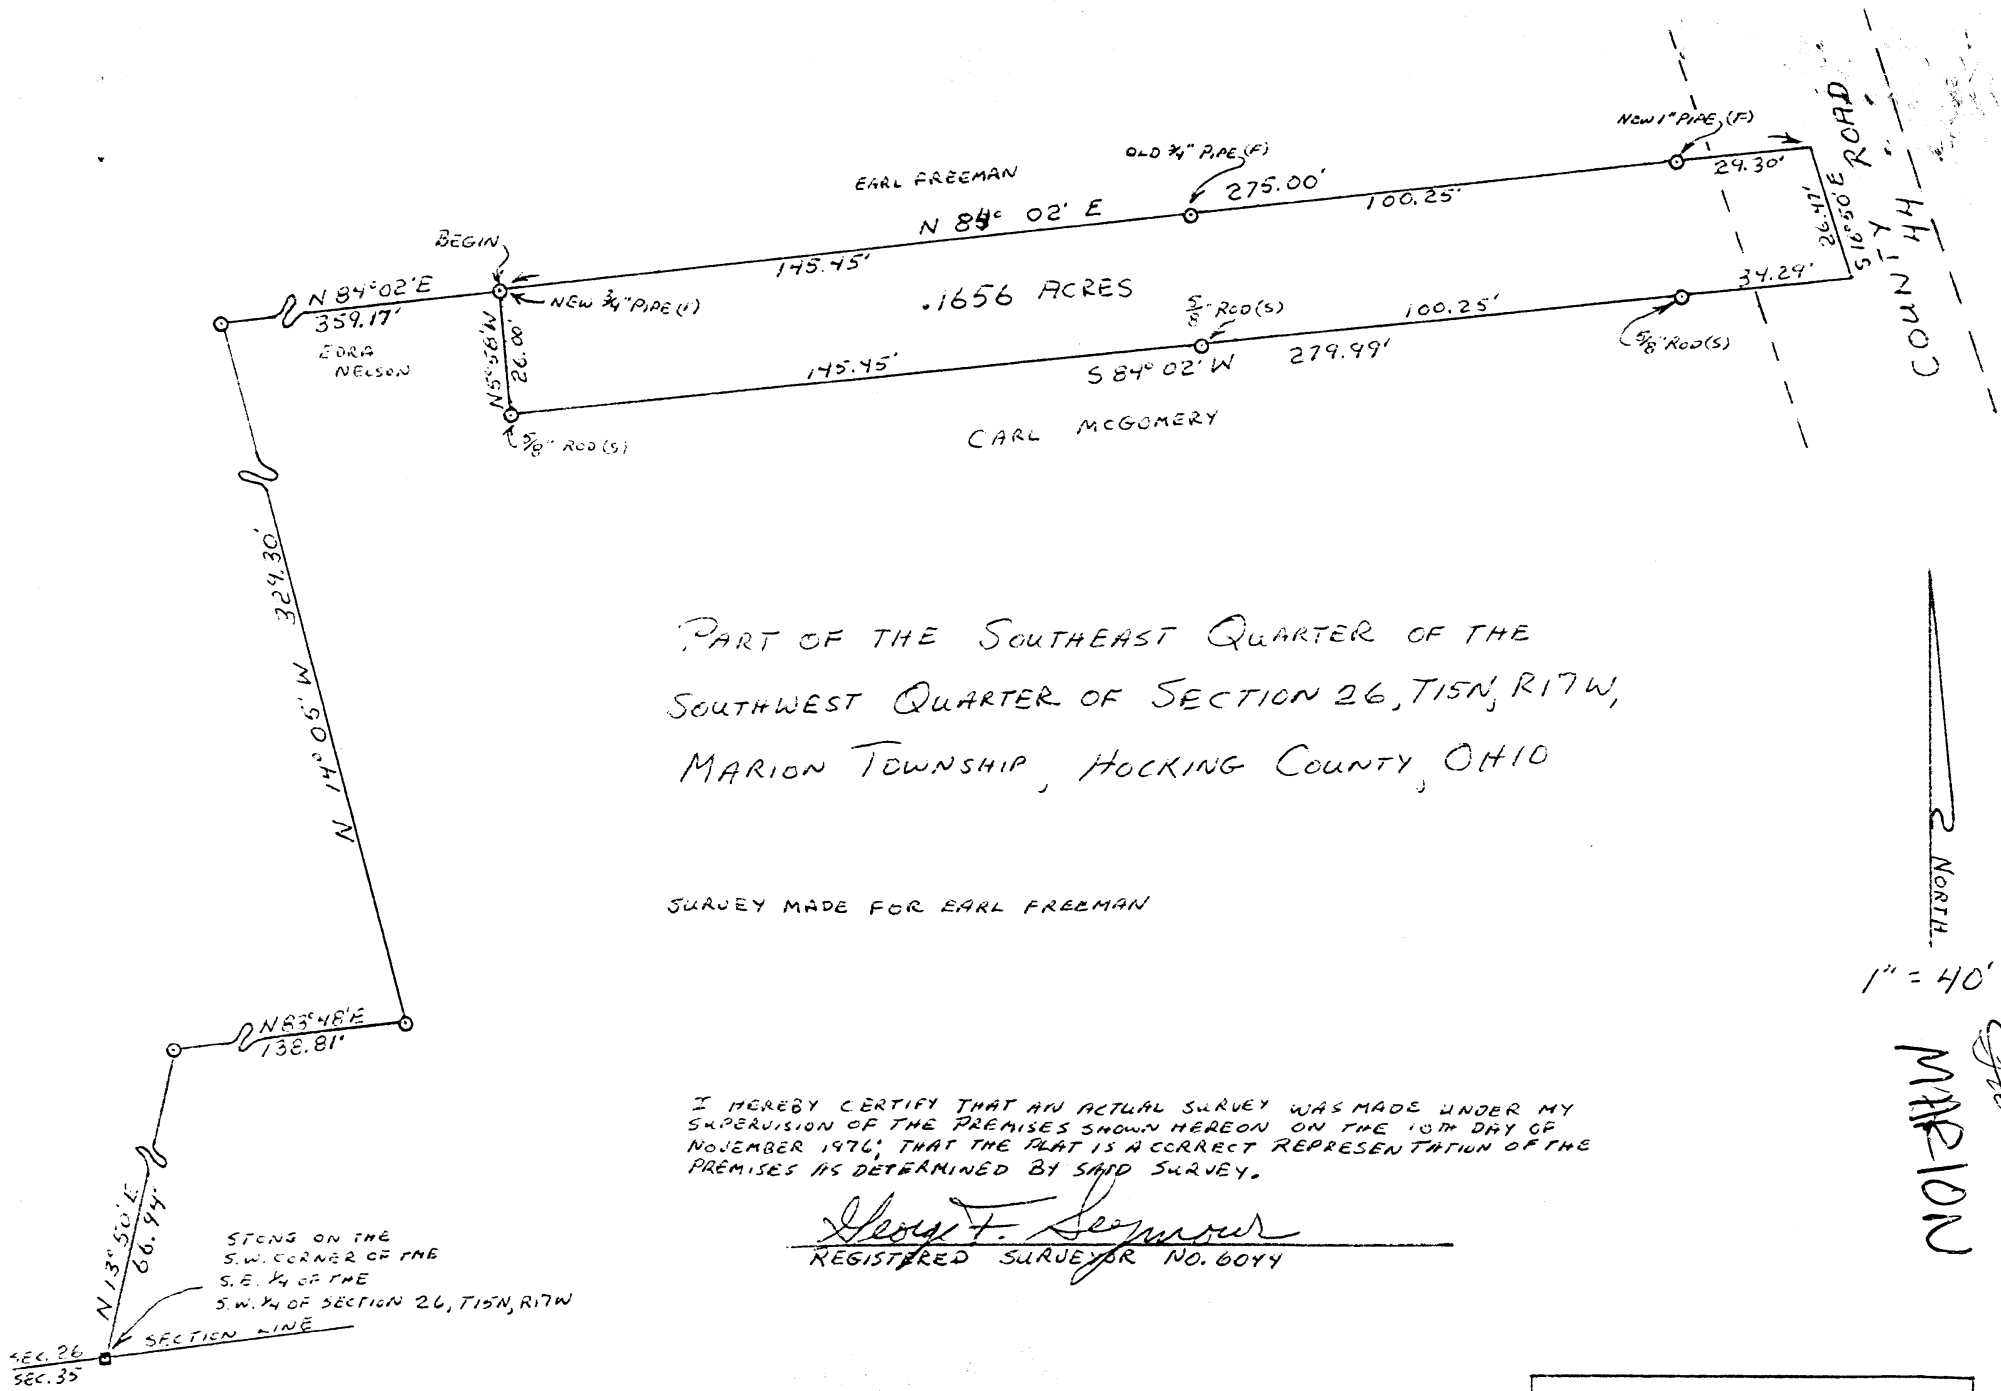 NEW 1" PIPE (F)
OLD 3/4" PIPE (F)
EARL FREEMAN
N 84° 02' E
275.00'
100.25'
29.30'
145.45'
BEGIN
N 84°02'E
359.17'
EDRA
NELSON
NEW 3/4" PIPE (F)
N5°58'W
26.00'
.1656 ACRES
5/8" ROD(S)
100.25'
34.29'
26.47'
S 16°50'E
COUNTY ROAD
44
5/8" ROD(S)
145.45'
S 84° 02' W
279.99'
5/8" ROD(S)
CARL MCGOMERY
329.30'
N 14° 05' W
PART OF THE SOUTHEAST QUARTER OF THE
SOUTHWEST QUARTER OF SECTION 26, T15N, R17W,
MARION TOWNSHIP, HOCKING COUNTY, OHIO
NORTH
SURVEY MADE FOR EARL FREEMAN
1" = 40'
MARION
N83°48'E
138.81'
I HEREBY CERTIFY THAT AN ACTUAL SURVEY WAS MADE UNDER MY
SUPERVISION OF THE PREMISES SHOWN HEREON ON THE 10TH DAY OF
NOVEMBER 1976; THAT THE PLAT IS A CORRECT REPRESENTATION OF THE
PREMISES AS DETERMINED BY SAID SURVEY.
George F. Seymour
REGISTERED SURVEYOR NO. 6044
N 13° 50' E
66.94'
STONE ON THE
S.W. CORNER OF THE
S.E. 1/4 OF THE
S.W. 1/4 OF SECTION 26, T15N, R17W
SECTION LINE
SEC. 26
SEC. 35